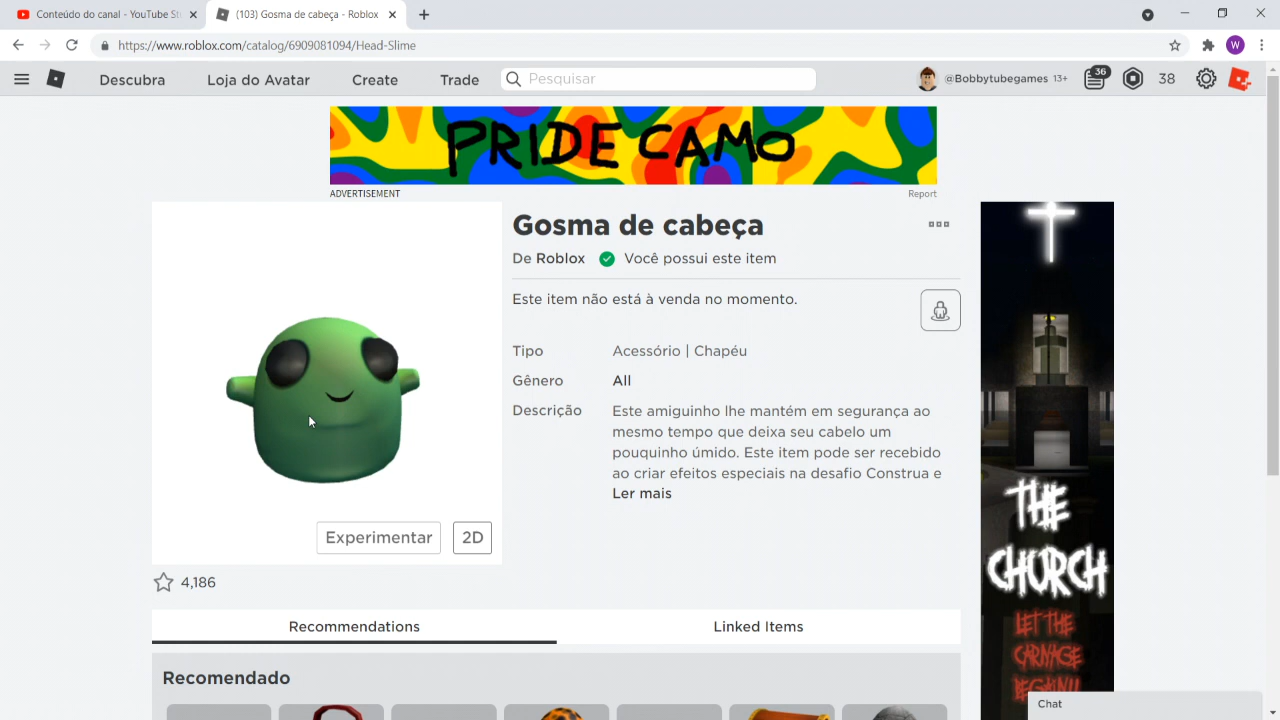 Conteúdo do canal - YouTube St
(103) Gosma de cabeça - Roblox
https://www.roblox.com/catalog/6909081094/Head-Slime
W
Descubra
Loja do Avatar
Create
Trade
Pesquisar
@Bobbytubegames 13+
36
38
PRIDE CAMO
ADVERTISEMENT
Report
Gosma de cabeça
De Roblox Você possui este item
Este item não está à venda no momento.
Tipo Acessório | Chapéu
Gênero All
Descrição Este amiguinho lhe mantém em segurança ao
mesmo tempo que deixa seu cabelo um
pouquinho úmido. Este item pode ser recebido
ao criar efeitos especiais na desafio Construa e
Ler mais
Experimentar
2D
4,186
THE
CHURCH
LET THE
CARNAGE
BEGIN!!
Recommendations
Linked Items
Recomendado
Chat